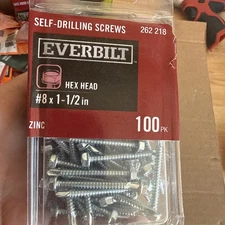 SELF-DRILLING SCREWS 262 218
EVERBILT
HEX HEAD
#8 x 1-1/2 in
ZINC 100 PK